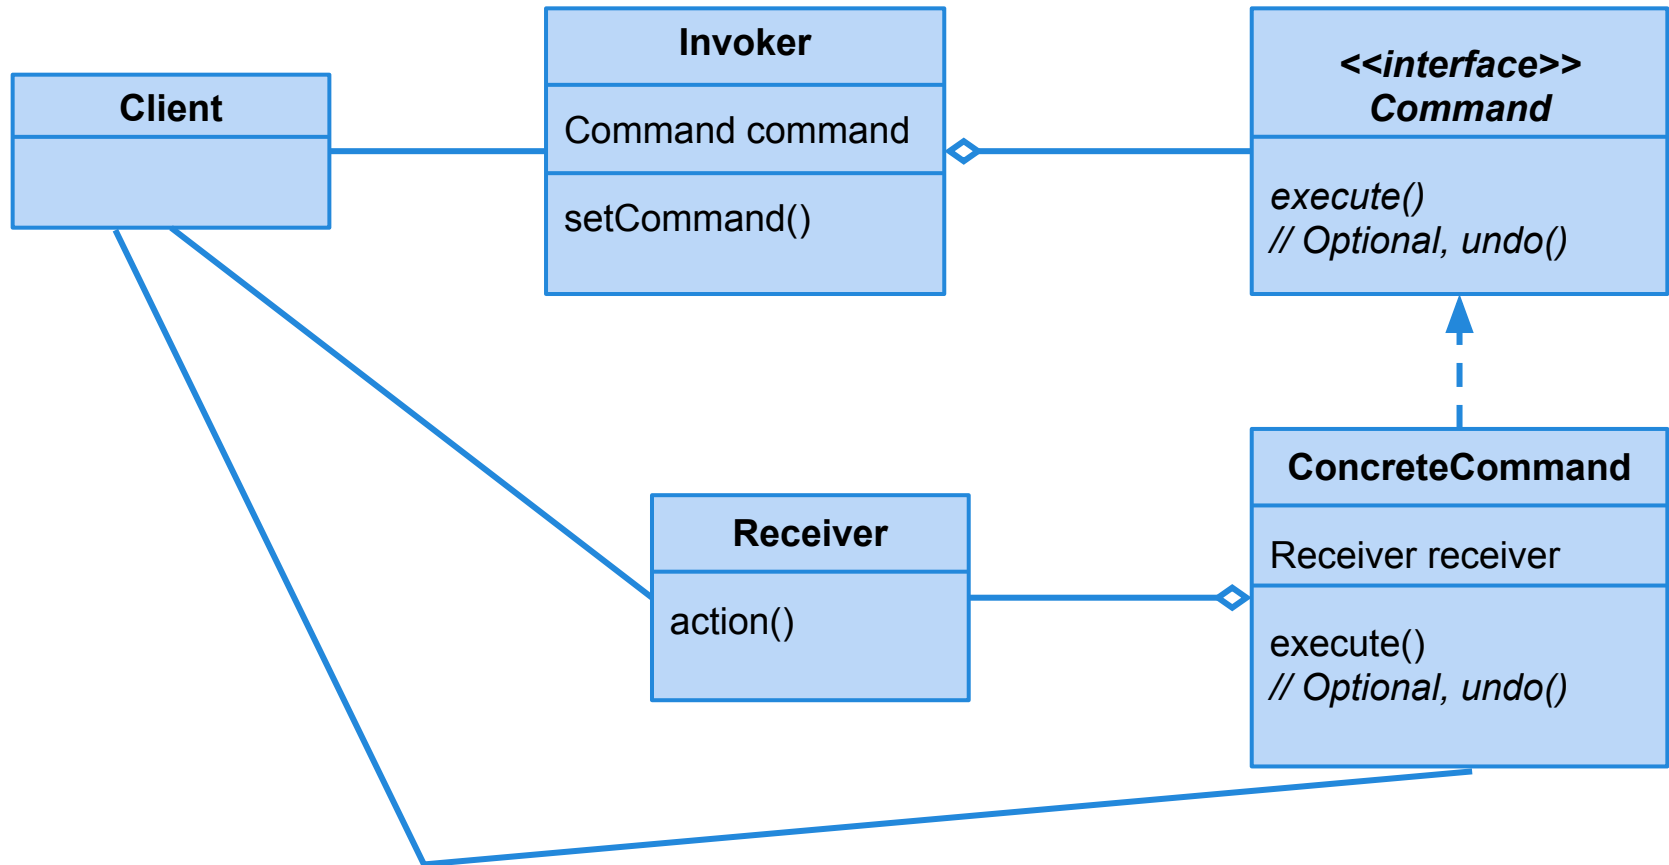 Client
Invoker
Command command
setCommand()
<<interface>>
Command
execute()
// Optional, undo()
Receiver
action()
ConcreteCommand
Receiver receiver
execute()
// Optional, undo()